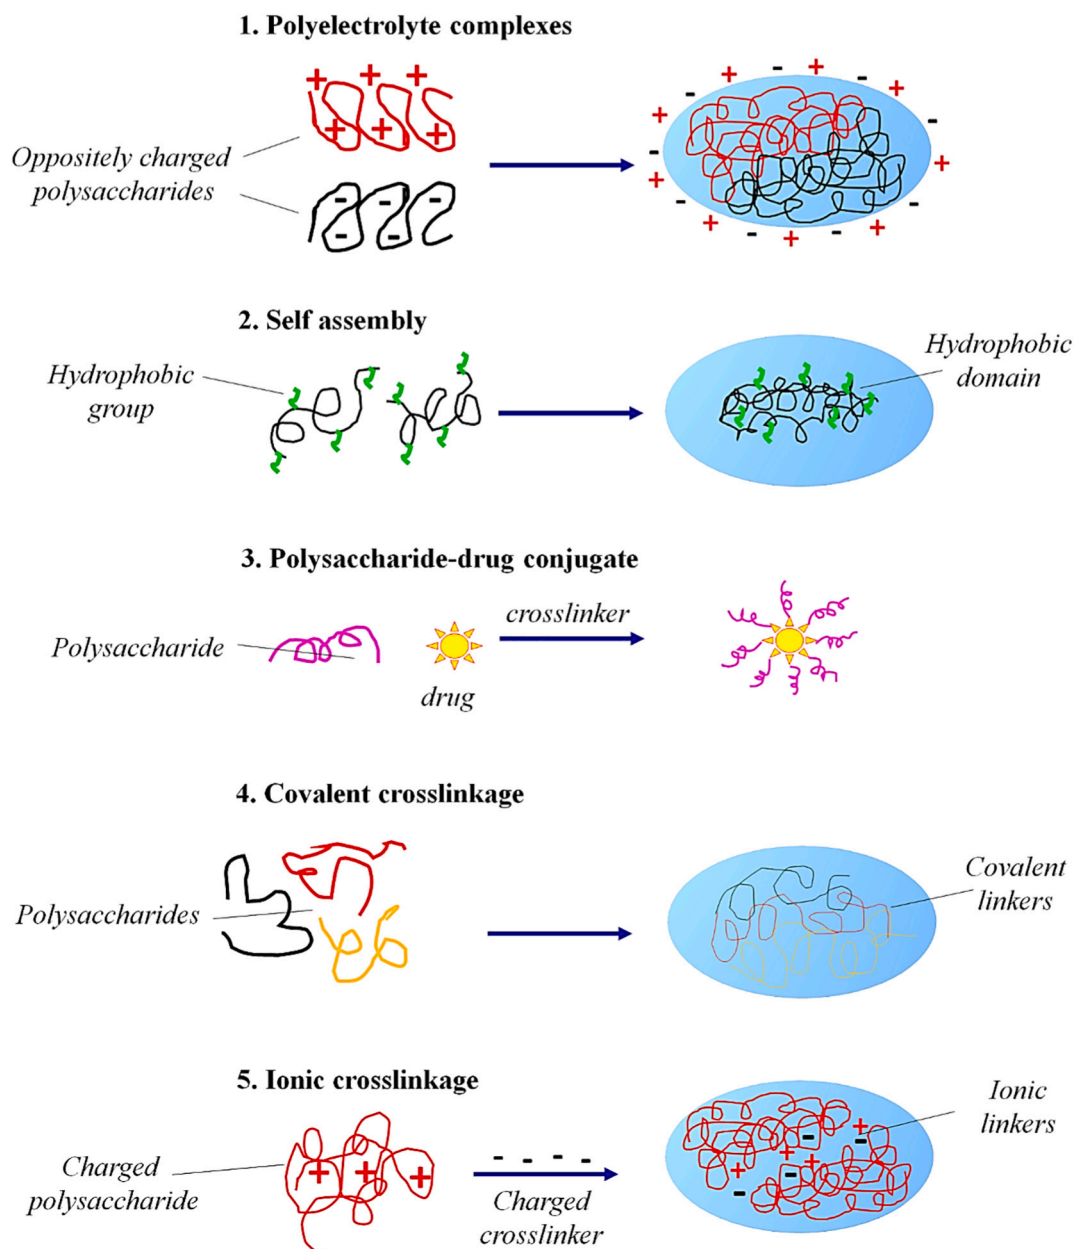 1. Polyelectrolyte complexes
Oppositely charged
polysaccharides
2. Self assembly
Hydrophobic
group
Hydrophobic
domain
3. Polysaccharide-drug conjugate
Polysaccharide
drug
crosslinker
4. Covalent crosslinkage
Polysaccharides
Covalent
linkers
5. Ionic crosslinkage
Charged
polysaccharide
Charged
crosslinker
Ionic
linkers